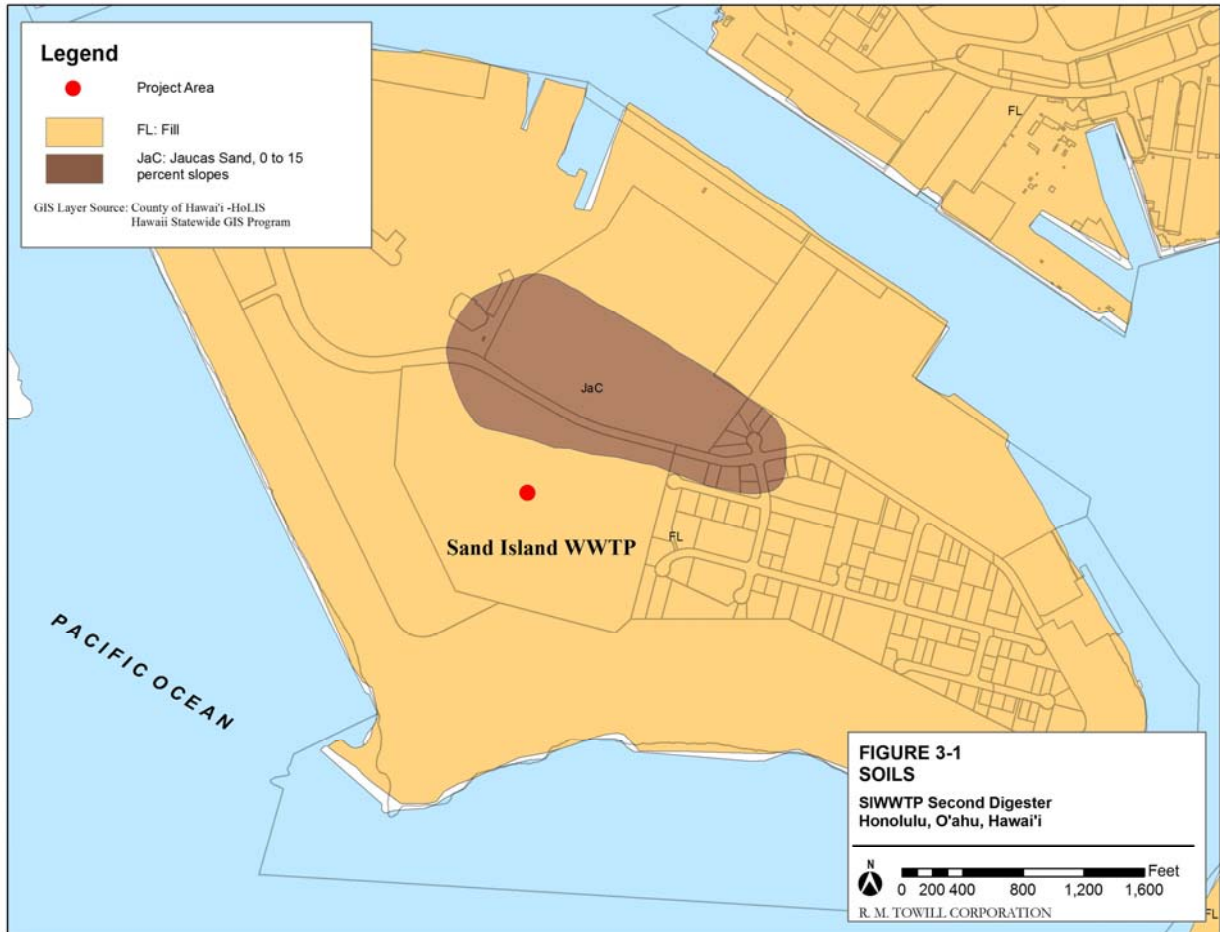 Legend
Project Area
FL: Fill
JaC: Jaucas Sand, 0 to 15
percent slopes
GIS Layer Source: County of Hawai'i -HoLIS
Hawaii Statewide GIS Program
FL
JaC
Sand Island WWTP
FL
PACIFIC OCEAN
FIGURE 3-1
SOILS
SIWWTP Second Digester
Honolulu, O'ahu, Hawai'i
N
Feet
0 200 400 800 1,200 1,600
R. M. TOWILL CORPORATION
FL